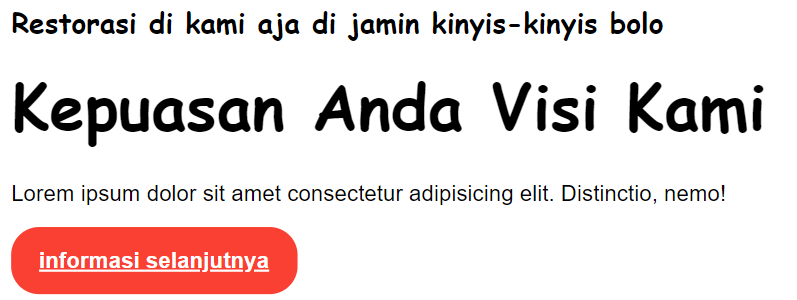 Restorasi di kami aja di jamin kinyis-kinyis bolo
Kepuasan Anda Visi Kami
Lorem ipsum dolor sit amet consectetur adipisicing elit. Distinctio, nemo!
informasi selanjutnya